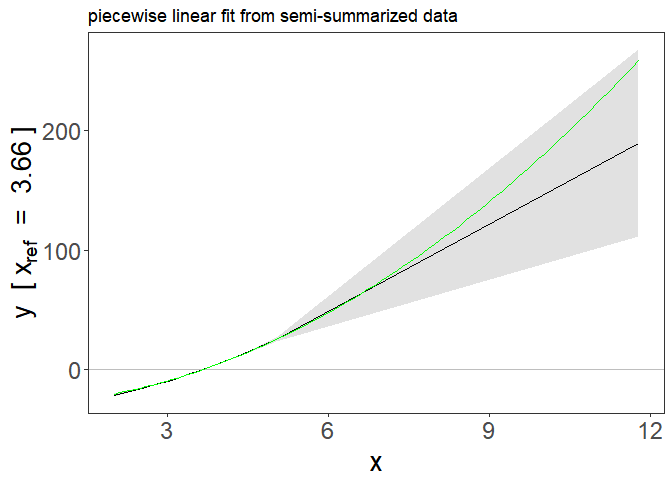 piecewise linear fit from semi-summarized data
200
100
0
y [ xref = 3.66 ]
3 6 9 12
x